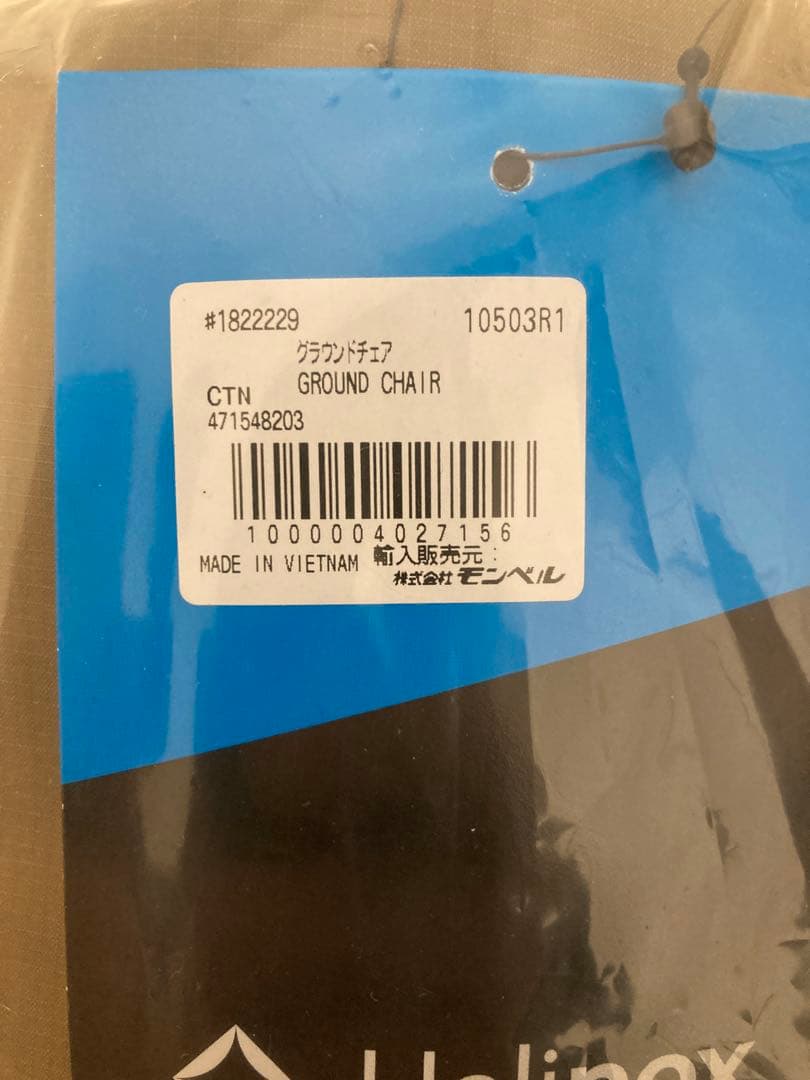 #1822229 10503R1
グラウンドチェア
GROUND CHAIR
CTN
471548203
1000004027156
MADE IN VIETNAM 輸入販売元:
株式会社 モンベル
Helinox